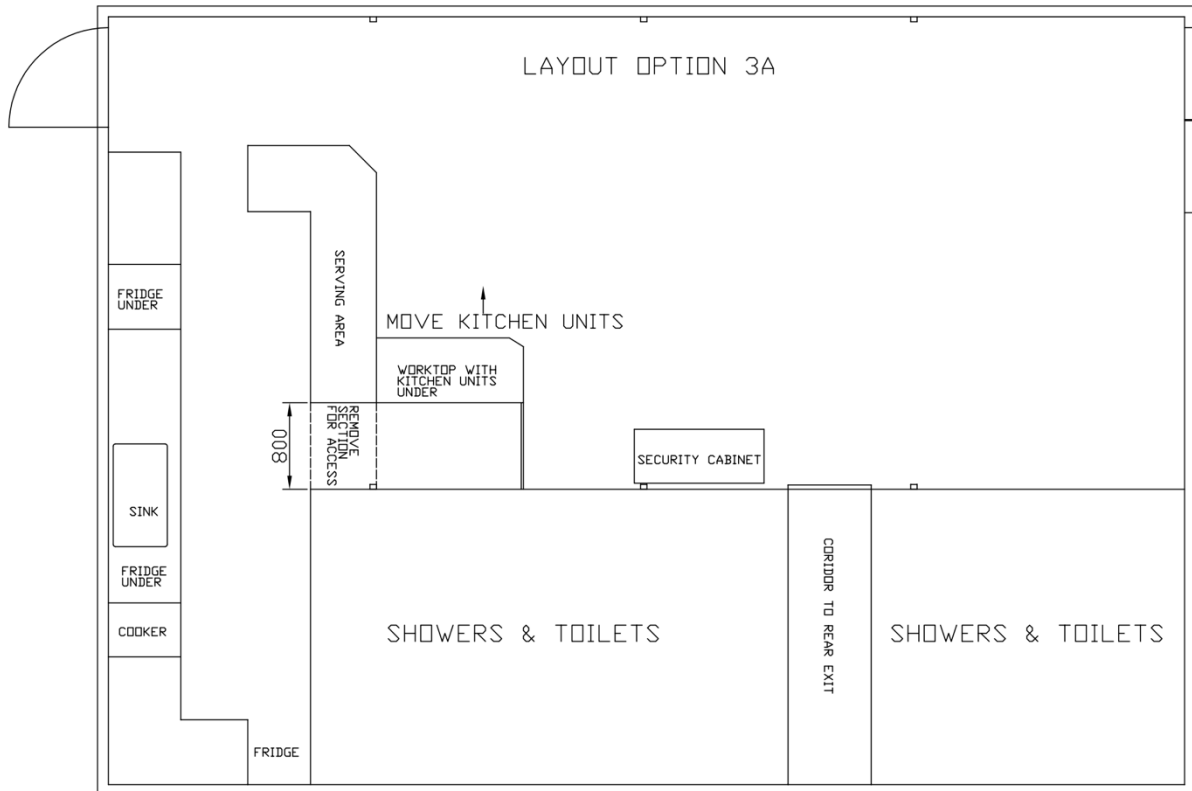 LAYOUT OPTION 3A
SERVING AREA
FRIDGE
UNDER
MOVE KITCHEN UNITS
WORKTOP WITH
KITCHEN UNITS
UNDER
REMOVE
SECTION
FOR ACCESS
800
SECURITY CABINET
SINK
FRIDGE
UNDER
COOKER
SHOWERS & TOILETS
CORIDOR TO REAR EXIT
SHOWERS & TOILETS
FRIDGE